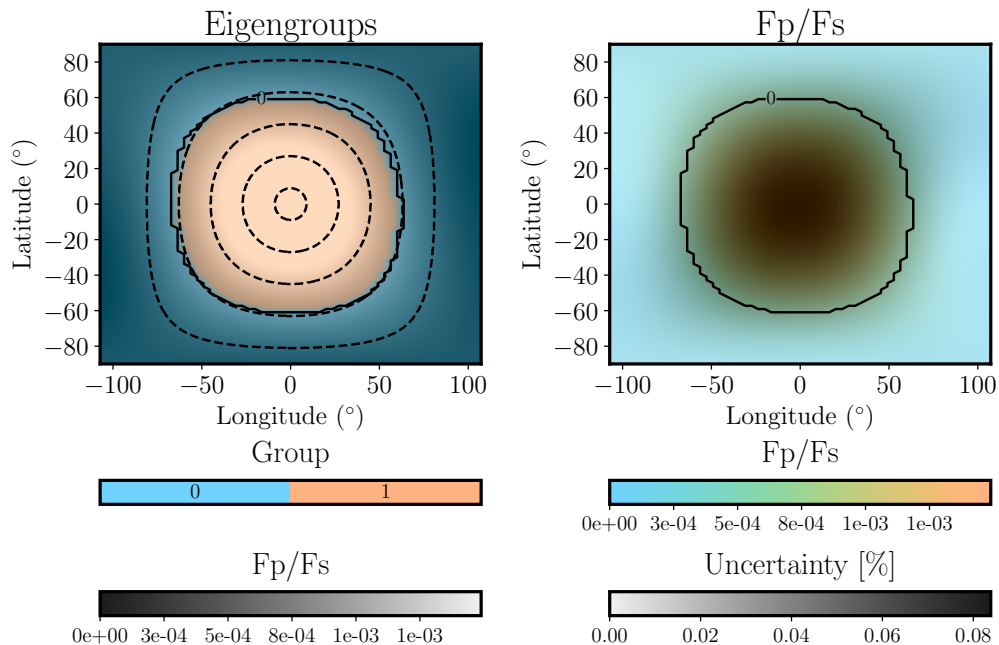 Eigengroups
Fp/Fs
80
60
40
20
0
−20
−40
−60
−80
Latitude (°)
0
−100
−50
0
50
100
Longitude (°)
80
60
40
20
0
−20
−40
−60
−80
Latitude (°)
0
−100
−50
0
50
100
Longitude (°)
Group
0 1
Fp/Fs
0e+00 3e-04 5e-04 8e-04 1e-03 1e-03
Fp/Fs
0e+00 3e-04 5e-04 8e-04 1e-03 1e-03
Uncertainty [%]
0.00 0.02 0.04 0.06 0.08